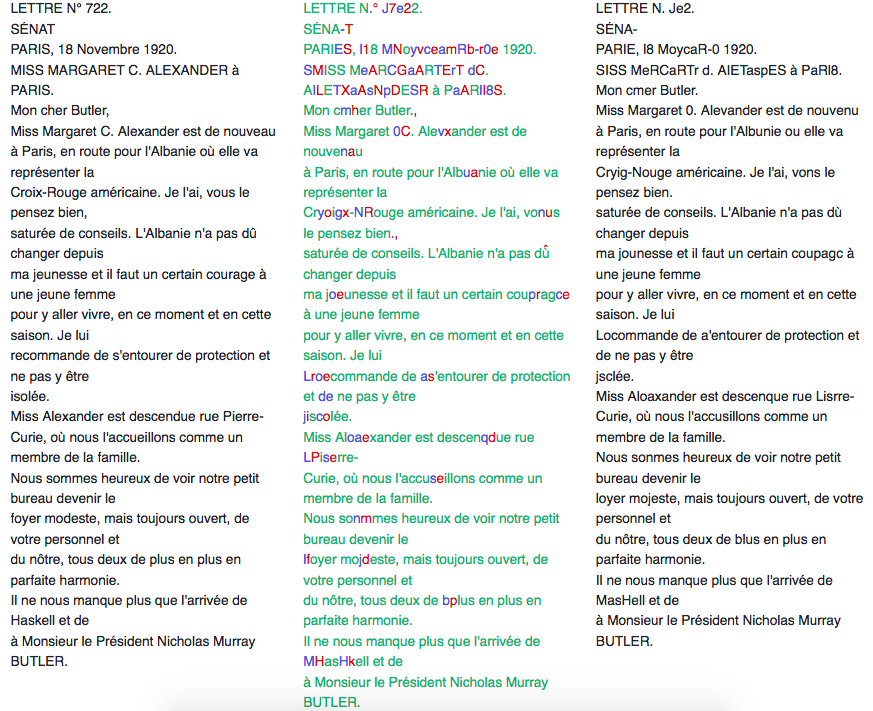 LETTRE N° 722.
SÉNAT
PARIS, 18 Novembre 1920.
MISS MARGARET C. ALEXANDER à
PARIS.
Mon cher Butler,
Miss Margaret C. Alexander est de nouveau
à Paris, en route pour l'Albanie où elle va
représenter la
Croix-Rouge américaine. Je l'ai, vous le
pensez bien,
saturée de conseils. L'Albanie n'a pas dû
changer depuis
ma jeunesse et il faut un certain courage à
une jeune femme
pour y aller vivre, en ce moment et en cette
saison. Je lui
recommande de s'entourer de protection et
ne pas y être
isolée.
Miss Alexander est descendue rue Pierre-
Curie, où nous l'accueillons comme un
membre de la famille.
Nous sommes heureux de voir notre petit
bureau devenir le
foyer modeste, mais toujours ouvert, de
votre personnel et
du nôtre, tous deux de plus en plus en
parfaite harmonie.
Il ne nous manque plus que l'arrivée de
Haskell et de
à Monsieur le Président Nicholas Murray
BUTLER.
LETTRE N.° J7e22.
SÉNA-T
PARIES, l18 MNoyvceamRb-r0e 1920.
SMISS MeARCGaARTErT dC.
AILETXaAsNpDESR à PaARIl8S.
Mon cmher Butler.,
Miss Margaret 0C. Alevxander est de
nouvenau
à Paris, en route pour l'Albuanie où elle va
représenter la
Cryoigx-NRouge américaine. Je l'ai, vonus
le pensez bien.,
saturée de conseils. L'Albanie n'a pas dù̂
changer depuis
ma joeunesse et il faut un certain coupragce
à une jeune femme
pour y aller vivre, en ce moment et en cette
saison. Je lui
Lroecommande de as'entourer de protection
et de ne pas y être
jiscolée.
Miss Aloaexander est descenqdue rue
LPiserre-
Curie, où nous l'accuseillons comme un
membre de la famille.
Nous sonmmes heureux de voir notre petit
bureau devenir le
lfoyer mojdeste, mais toujours ouvert, de
votre personnel et
du nôtre, tous deux de bplus en plus en
parfaite harmonie.
Il ne nous manque plus que l'arrivée de
MHasHkell et de
à Monsieur le Président Nicholas Murray
BUTLER.
LETTRE N. Je2.
SÉNA-
PARIE, l8 MoycaR-0 1920.
SISS MeRCaRTr d. AIETaspES à PaRl8.
Mon cmer Butler.
Miss Margaret 0. Alevander est de nouvenu
à Paris, en route pour l'Albunie ou elle va
représenter la
Cryig-Nouge américaine. Je l'ai, vons le
pensez bien.
saturée de conseils. L'Albanie n'a pas dù
changer depuis
ma jounesse et il faut un certain coupagc à
une jeune femme
pour y aller vivre, en ce moment et en cette
saison. Je lui
Locommande de a'entourer de protection et
de ne pas y être
jsclée.
Miss Aloaxander est descenque rue Lisrre-
Curie, où nous l'accusillons comme un
membre de la famille.
Nous sonmes heureux de voir notre petit
bureau devenir le
loyer mojeste, mais toujours ouvert, de votre
personnel et
du nôtre, tous deux de blus en plus en
parfaite harmonie.
Il ne nous manque plus que l'arrivée de
MasHell et de
à Monsieur le Président Nicholas Murray
BUTLER.